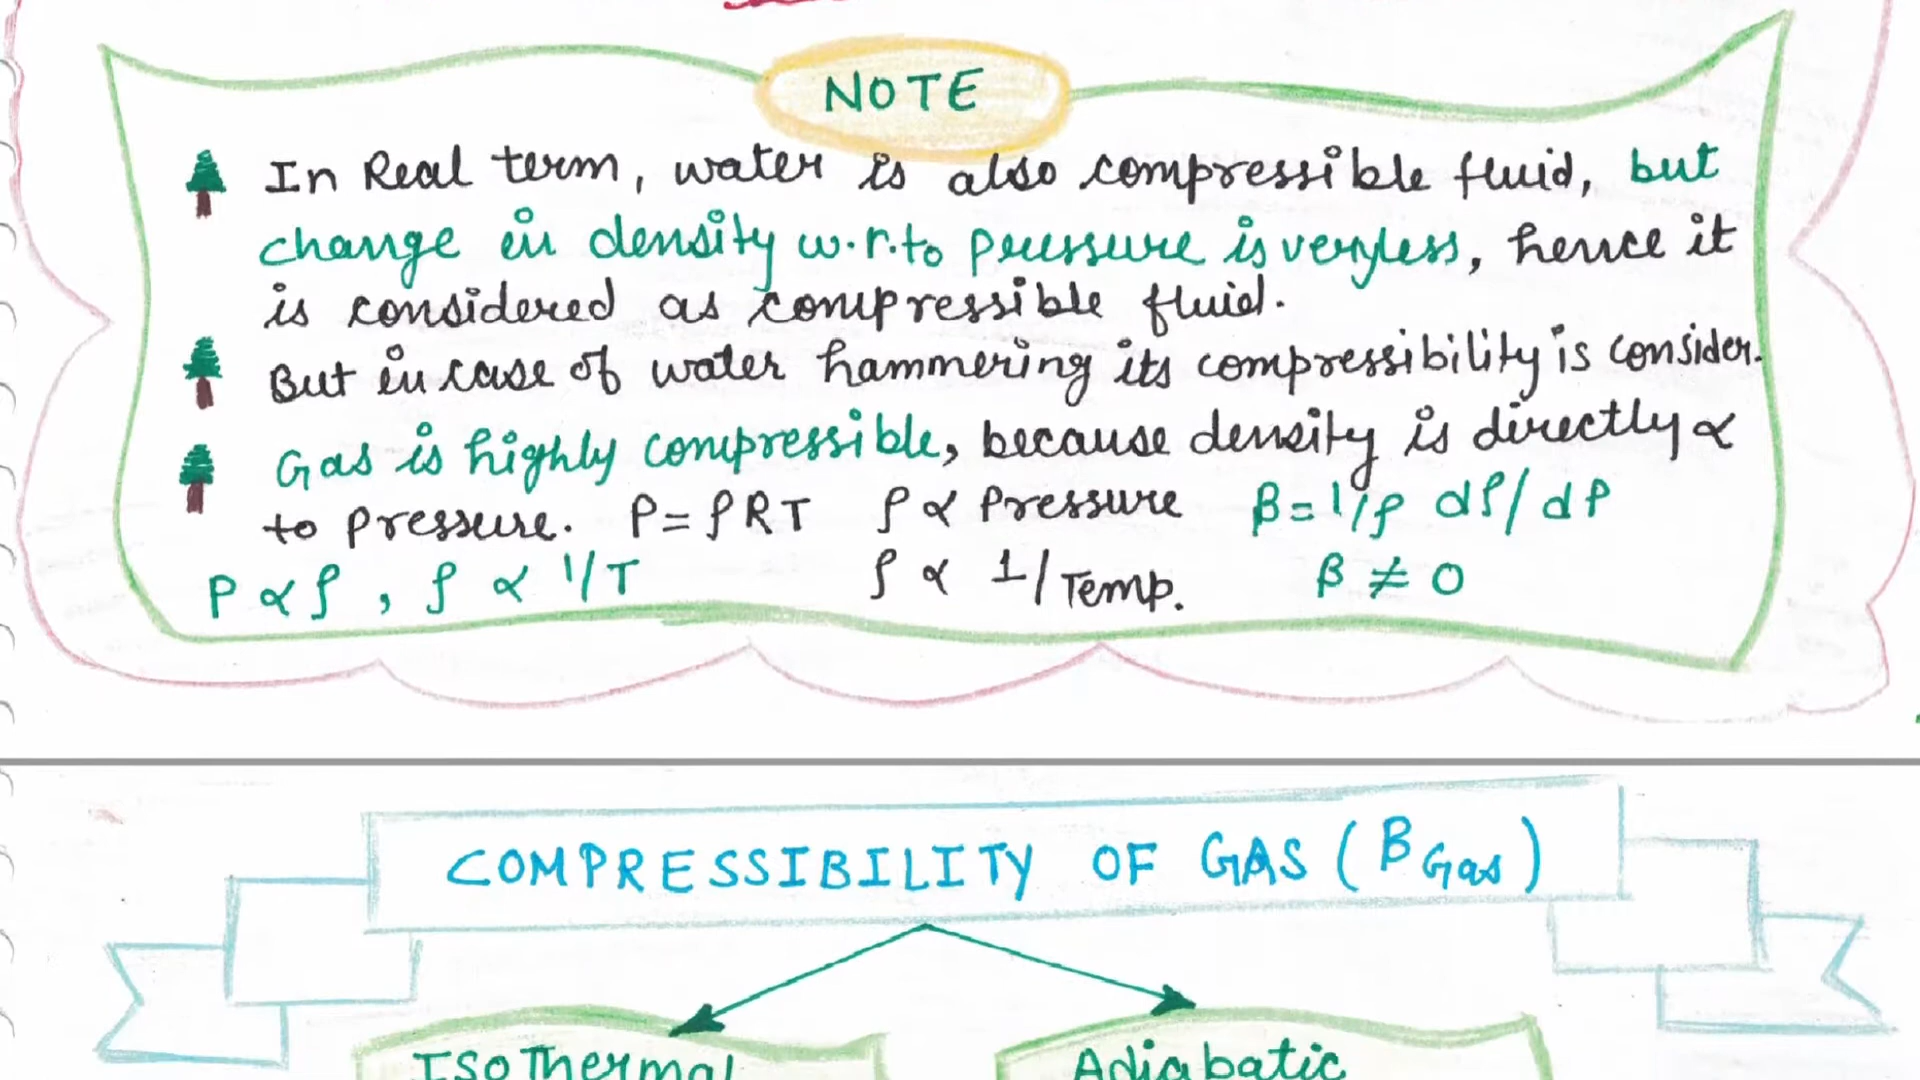 NOTE
In Real term, water is also compressible fluid, but
change in density w.r.to pressure is veryless, hence it
is considered as compressible fluid.
But in case of water hammering its compressibility is consider.
Gas is highly compressible, because density is directly ∝
to pressure. P=ρRT ρ ∝ Pressure β=1/ρ dρ/dP
P ∝ ρ, ρ ∝ 1/T ρ ∝ 1/Temp. β ≠ 0
COMPRESSIBILITY OF GAS (β Gas)
Isothermal Adiabatic